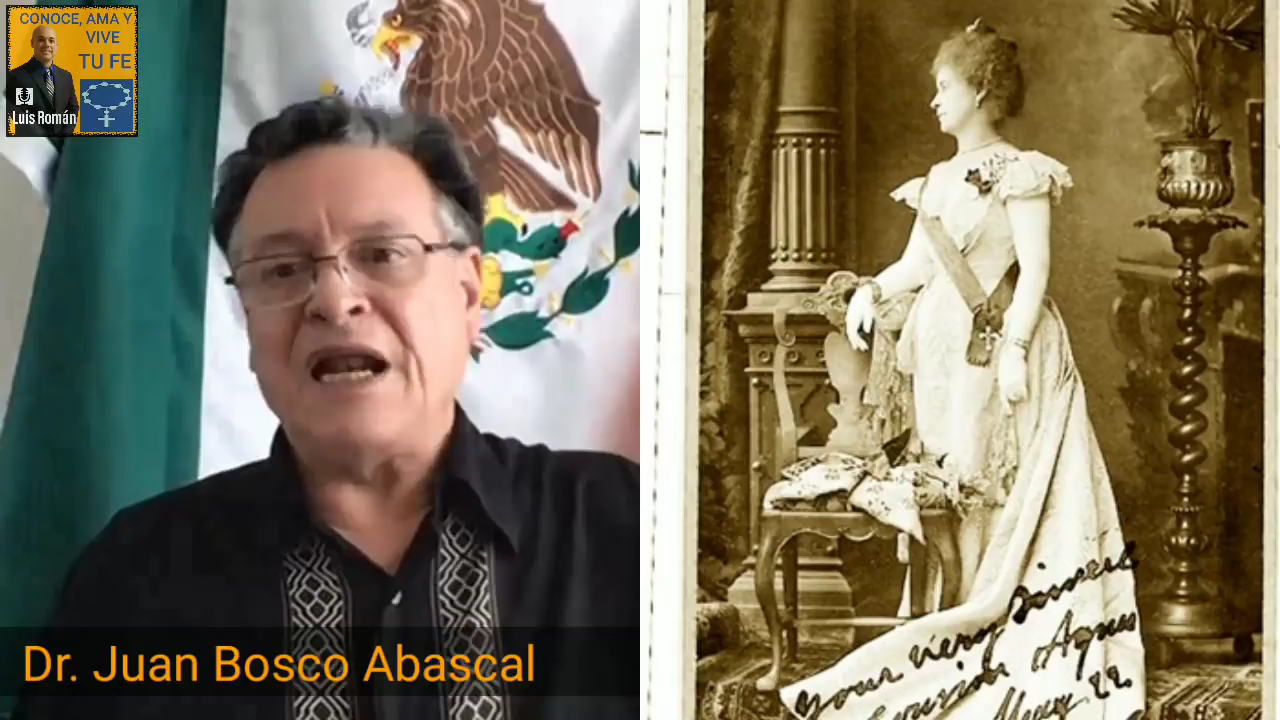 CONOCE, AMA Y
VIVE
TU FE
Luis Román
Dr. Juan Bosco Abascal
your very Sincere
Agnes